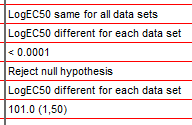 LogEC50 same for all data sets
LogEC50 different for each data set
< 0.0001
Reject null hypothesis
LogEC50 different for each data set
101.0 (1,50)